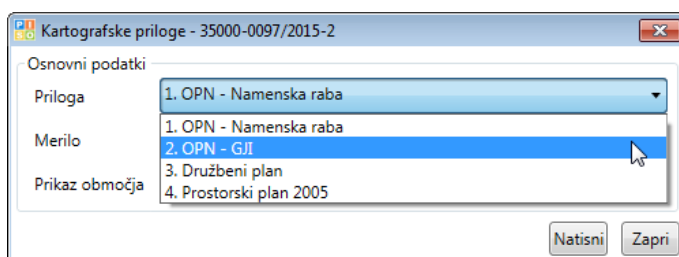 PISO Kartografske priloge - 35000-0097/2015-2
Osnovni podatki
Priloga 1. OPN - Namenska raba
1. OPN - Namenska raba
Merilo
2. OPN - GJI
3. Družbeni plan
Prikaz območja
4. Prostorski plan 2005
Natisni Zapri